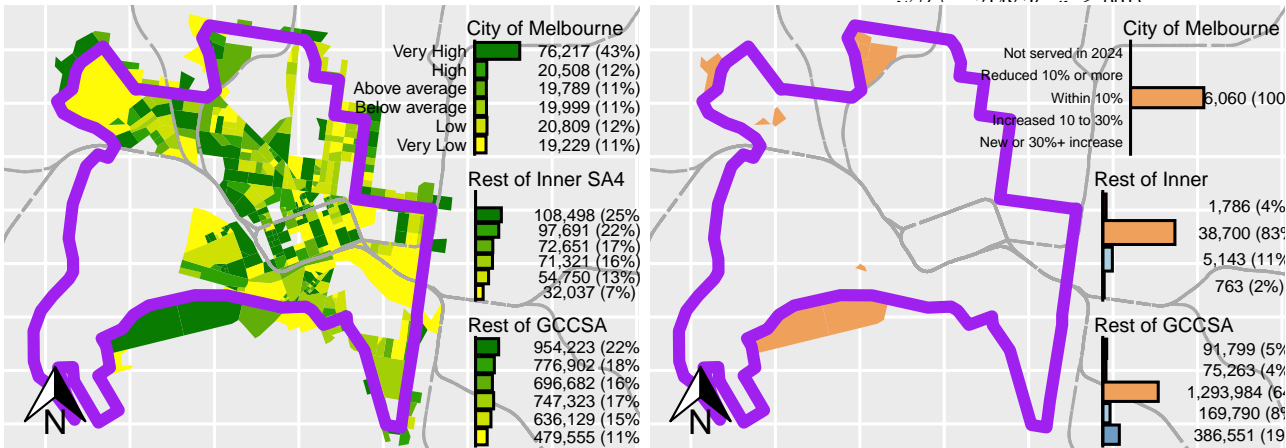 City of Melbourne
Very High 76,217 (43%)
High 20,508 (12%)
Above average 19,789 (11%)
Below average 19,999 (11%)
Low 20,809 (12%)
Very Low 19,229 (11%)
Rest of Inner SA4
108,498 (25%
97,691 (22%
72,651 (17%
71,321 (16%
54,750 (13%)
32,037 (7%)
Rest of GCCSA
954,223 (22%
776,902 (18%
696,682 (16%
747,323 (17%
636,129 (15%
479,555 (11%
N
City of Melbourne
Not served in 2024
Reduced 10% or more
Within 10% 6,060 (100
Increased 10 to 30%
New or 30%+ increase
Rest of Inner
1,786 (4%
38,700 (83%
5,143 (11%
763 (2%)
Rest of GCCSA
91,799 (5%
75,263 (4%
1,293,984 (6
169,790 (8%
386,551 (19
N